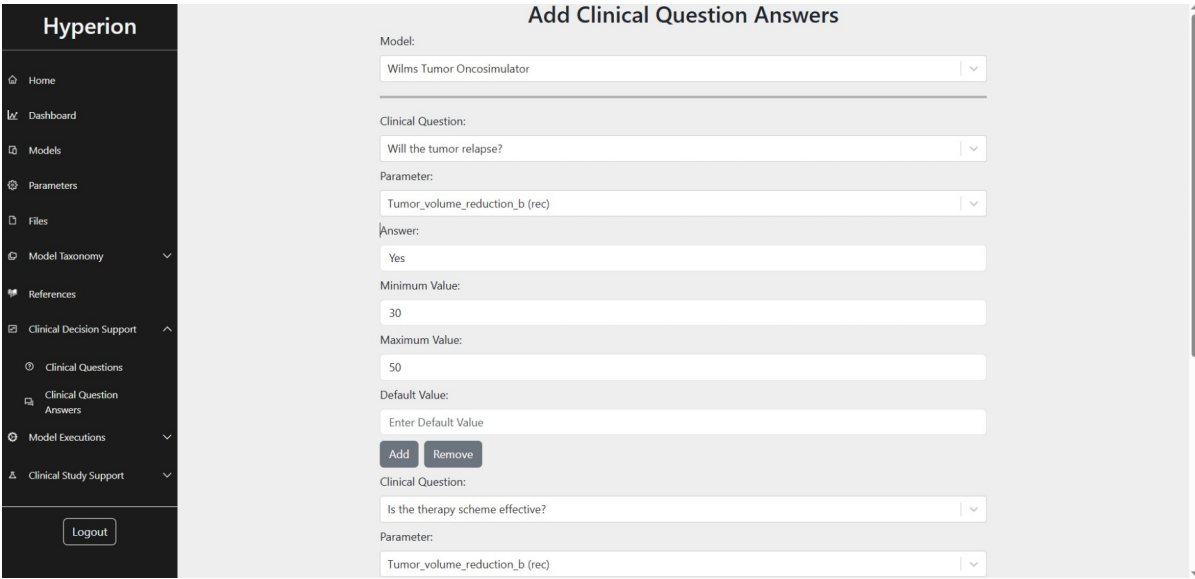 Hyperion
Home
Dashboard
Models
Parameters
Files
Model Taxonomy
References
Clinical Decision Support
Clinical Questions
Clinical Question
Answers
Model Executions
Clinical Study Support
Logout
Add Clinical Question Answers
Model:
Wilms Tumor Oncosimulator
Clinical Question:
Will the tumor relapse?
Parameter:
Tumor_volume_reduction_b (rec)
Answer:
Yes
Minimum Value:
30
Maximum Value:
50
Default Value:
Enter Default Value
Add Remove
Clinical Question:
Is the therapy scheme effective?
Parameter:
Tumor_volume_reduction_b (rec)